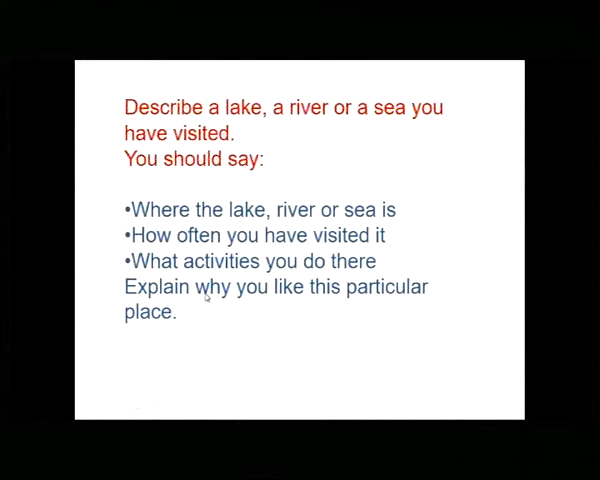 Describe a lake, a river or a sea you
have visited.
You should say:
•Where the lake, river or sea is
•How often you have visited it
•What activities you do there
Explain why you like this particular
place.